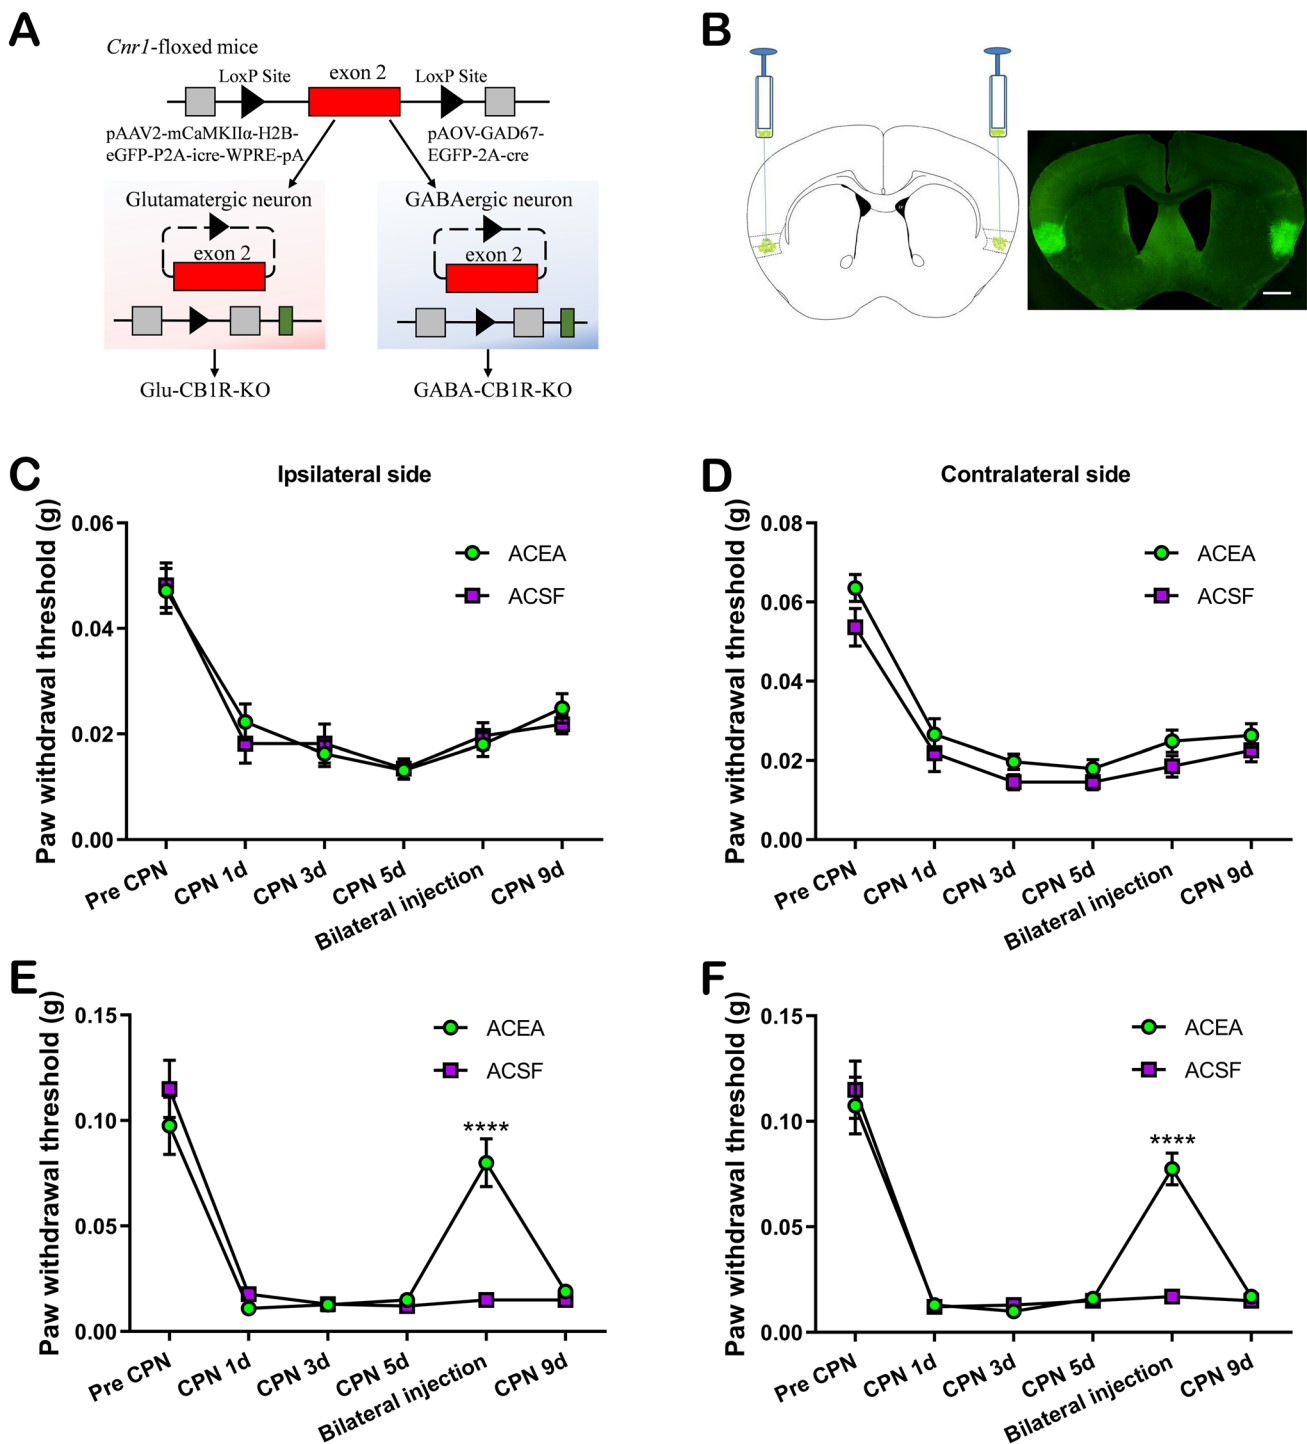 A
Cnr1-floxed mice
LoxP Site
exon 2
LoxP Site
pAAV2-mCaMKIIα-H2B-
eGFP-P2A-icre-WPRE-pA
pAOV-GAD67-
EGFP-2A-cre
Glutamatergic neuron
exon 2
Glu-CB1R-KO
GABAergic neuron
exon 2
GABA-CB1R-KO
B
C
Ipsilateral side
Paw withdrawal threshold (g)
0.06
0.04
0.02
0.00
ACEA
ACSF
Pre CPN
CPN 1d
CPN 3d
CPN 5d
Bilateral injection
CPN 9d
D
Contralateral side
Paw withdrawal threshold (g)
0.08
0.06
0.04
0.02
0.00
ACEA
ACSF
Pre CPN
CPN 1d
CPN 3d
CPN 5d
Bilateral injection
CPN 9d
E
Paw withdrawal threshold (g)
0.15
0.10
0.05
0.00
ACEA
ACSF
****
Pre CPN
CPN 1d
CPN 3d
CPN 5d
Bilateral injection
CPN 9d
F
Paw withdrawal threshold (g)
0.15
0.10
0.05
0.00
ACEA
ACSF
****
Pre CPN
CPN 1d
CPN 3d
CPN 5d
Bilateral injection
CPN 9d